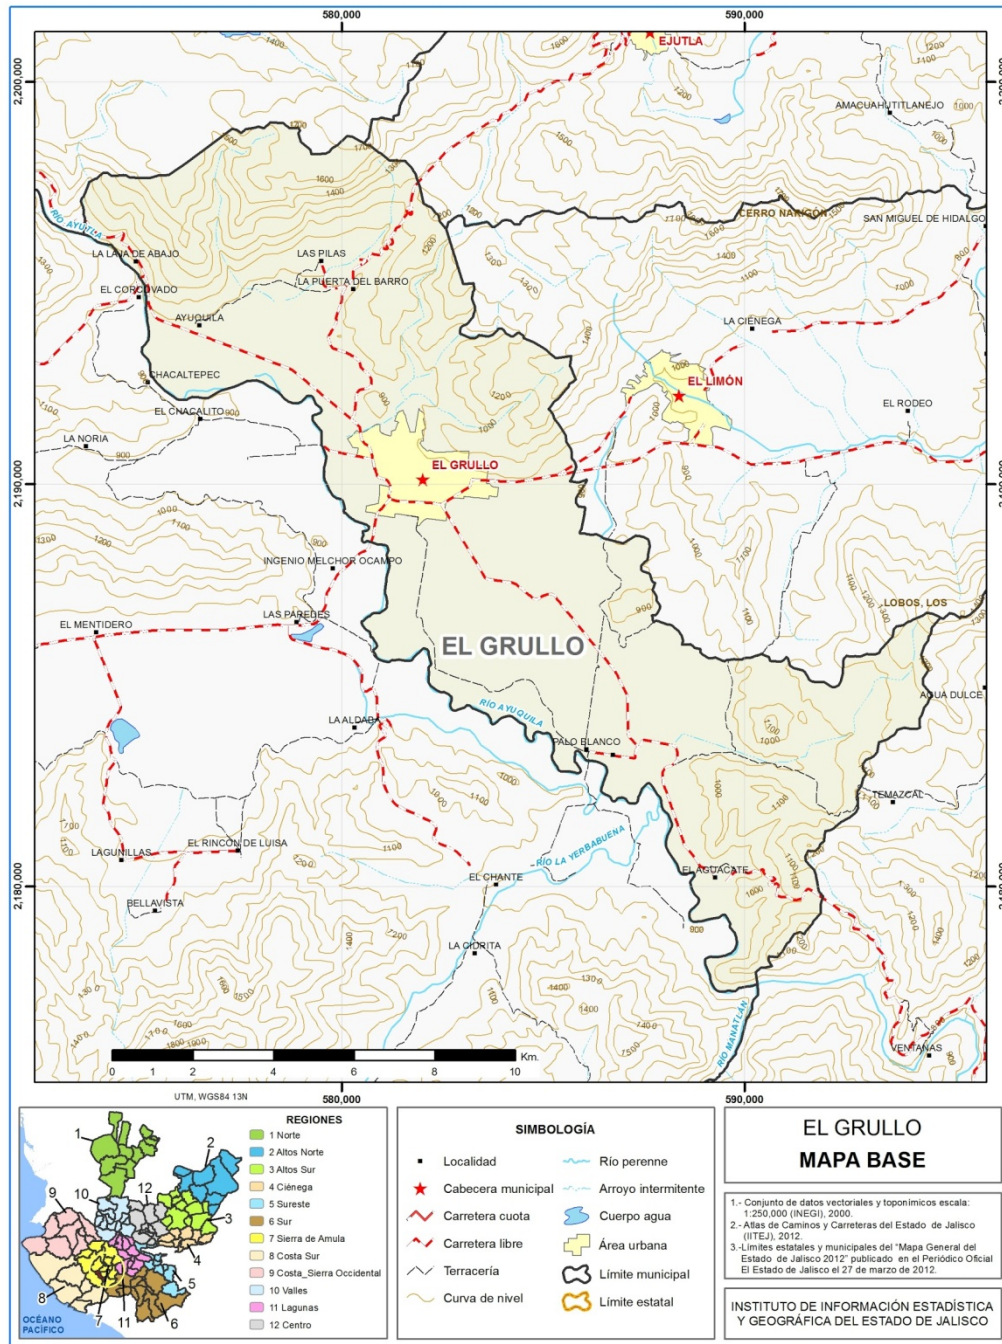 580,000
590,000
EJUTLA
2,200,000
AMACUAHUTITLANEJO
CERRO NARIGÓN
SAN MIGUEL DE HIDALGO
RÍO AYUTLA
LA LAJA DE ABAJO
LAS PILAS
EL CORCOVADO
LA PUERTA DEL BARRO
AYUQUILA
LA CIÉNEGA
CHACALTEPEC
EL LIMÓN
EL CHACALITO
EL RODEO
LA NORIA
EL GRULLO
2,190,000
INGENIO MELCHOR OCAMPO
LAS PAREDES
LOBOS, LOS
EL MENTIDERO
EL GRULLO
AGUA DULCE
RÍO AYUQUILA
LA ALDABA
PALO BLANCO
TEMAZCAL
EL RINCÓN DE LUISA
LAGUNILLAS
RÍO LA YERBABUENA
EL CHANTE
EL AGUACATE
2,180,000
BELLAVISTA
LA CIDRITA
RÍO MANATLÁN
VENTANAS
0 2 4 6 8 10 Km.
UTM, WGS84 13N
580,000
590,000
REGIONES
1 Norte
2 Altos Norte
3 Altos Sur
4 Ciénega
5 Sureste
6 Sur
7 Sierra de Amula
8 Costa Sur
9 Costa_Sierra Occidental
10 Valles
11 Lagunas
12 Centro
OCÉANO
PACÍFICO
SIMBOLOGÍA
Localidad
Cabecera municipal
Carretera cuota
Carretera libre
Terracería
Curva de nivel
Río perenne
Arroyo intermitente
Cuerpo agua
Área urbana
Límite municipal
Límite estatal
EL GRULLO
MAPA BASE
1.- Conjunto de datos vectoriales y toponímicos escala:
1:250,000 (INEGI), 2000.
2.- Atlas de Caminos y Carreteras del Estado de Jalisco
(IITEJ), 2012.
3.-Límites estatales y municipales del "Mapa General del
Estado de Jalisco 2012" publicado en el Periódico Oficial
El Estado de Jalisco el 27 de marzo de 2012.
INSTITUTO DE INFORMACIÓN ESTADÍSTICA
Y GEOGRÁFICA DEL ESTADO DE JALISCO